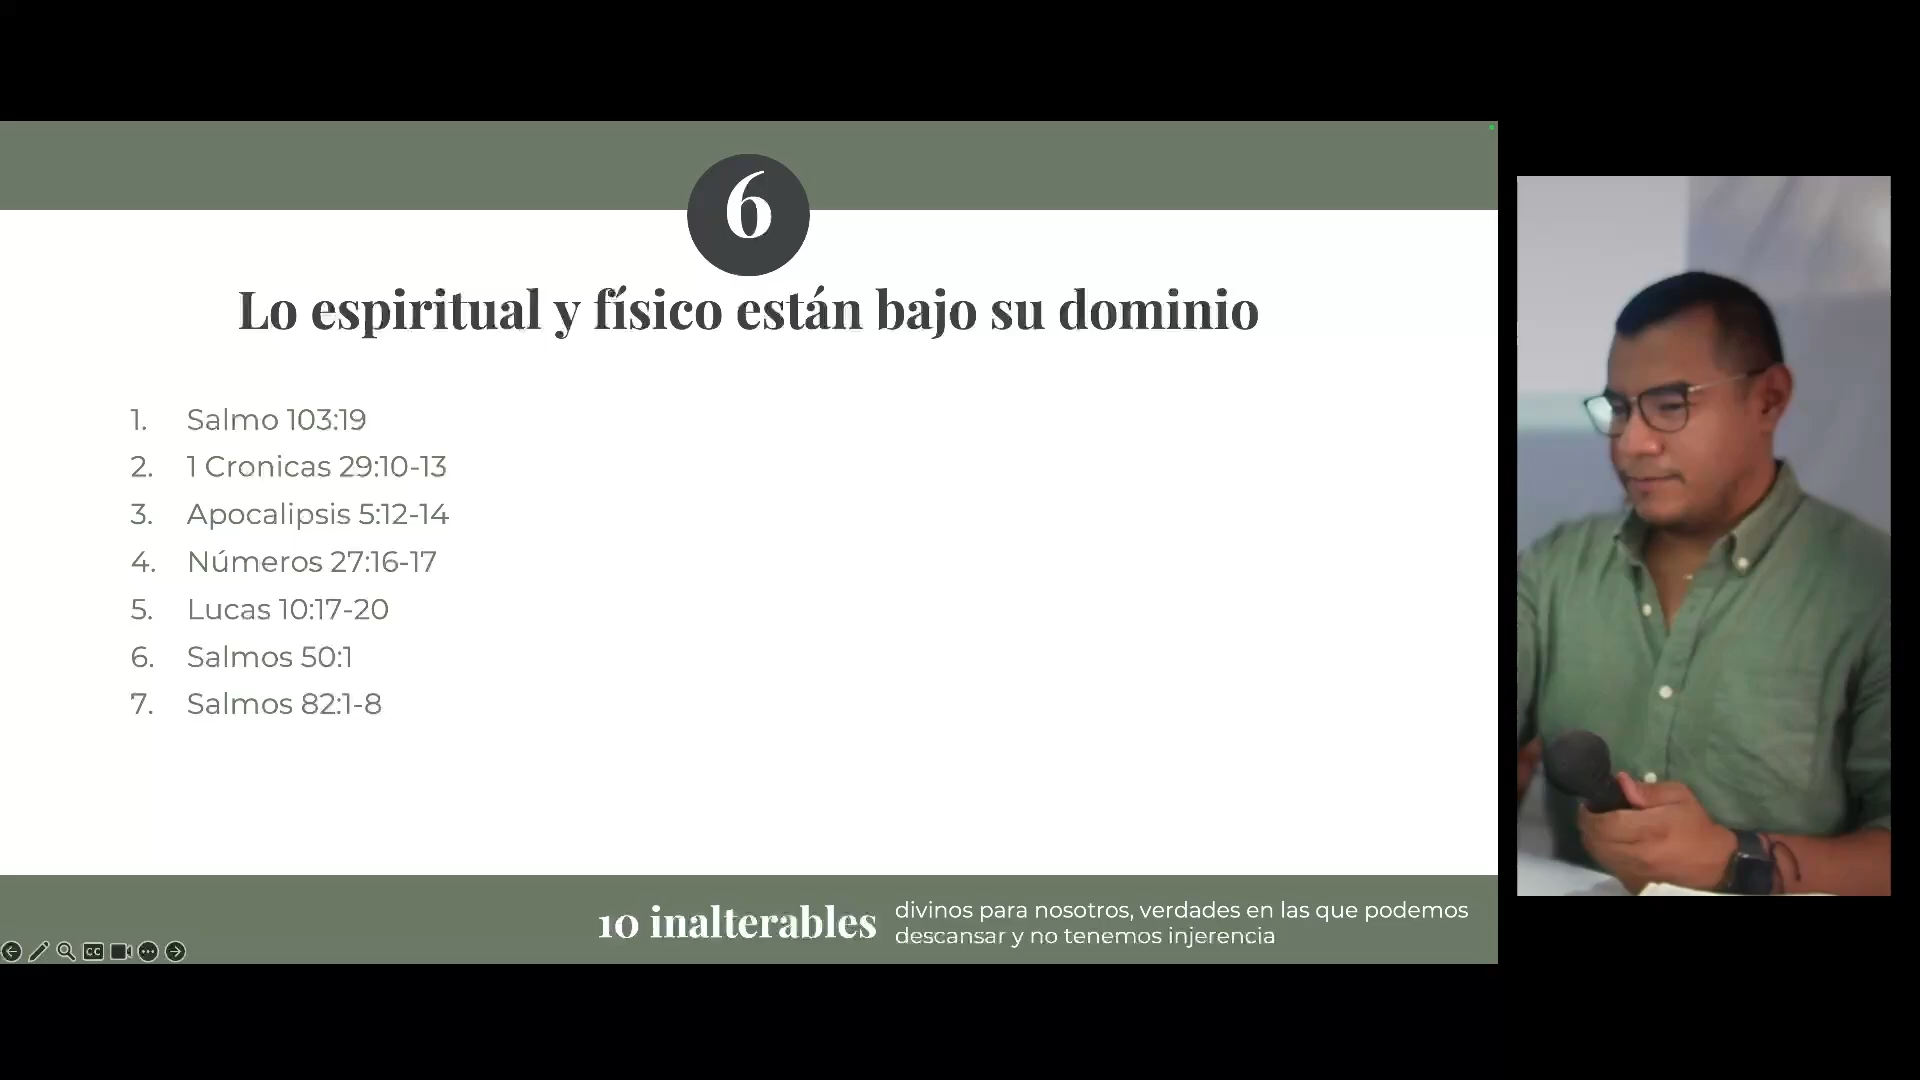 6
Lo espiritual y físico están bajo su dominio
1. Salmo 103:19
2. 1 Cronicas 29:10-13
3. Apocalipsis 5:12-14
4. Números 27:16-17
5. Lucas 10:17-20
6. Salmos 50:1
7. Salmos 82:1-8
10 inalterables
divinos para nosotros, verdades en las que podemos
descansar y no tenemos injerencia
CC